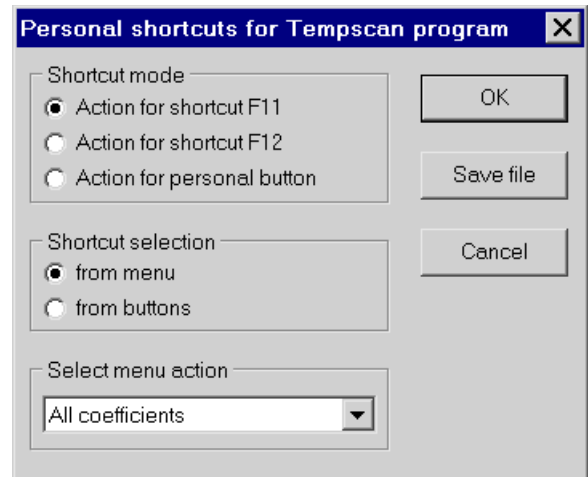 Personal shortcuts for Tempscan program
Shortcut mode
Action for shortcut F11
Action for shortcut F12
Action for personal button
OK
Save file
Cancel
Shortcut selection
from menu
from buttons
Select menu action
All coefficients